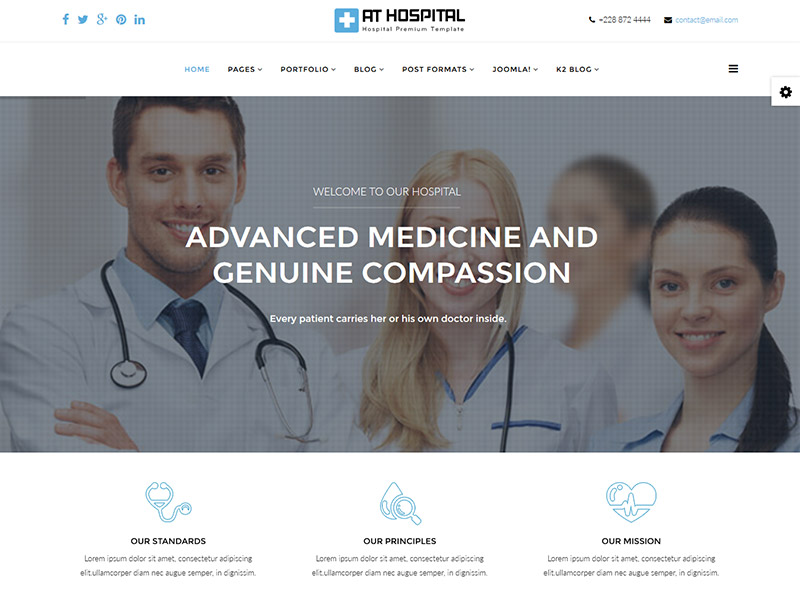 AT HOSPITAL
Hospital Premium Template
+228 872 4444
contact@email.com
HOME PAGES PORTFOLIO BLOG POST FORMATS JOOMLA! K2 BLOG
WELCOME TO OUR HOSPITAL
ADVANCED MEDICINE AND
GENUINE COMPASSION
Every patient carries her or his own doctor inside.
OUR STANDARDS
Lorem ipsum dolor sit amet, consectetur adipiscing
elit.ullamcorper diam nec augue semper, in dignissim.
OUR PRINCIPLES
Lorem ipsum dolor sit amet, consectetur adipiscing
elit.ullamcorper diam nec augue semper, in dignissim.
OUR MISSION
Lorem ipsum dolor sit amet, consectetur adipiscing
elit.ullamcorper diam nec augue semper, in dignissim.